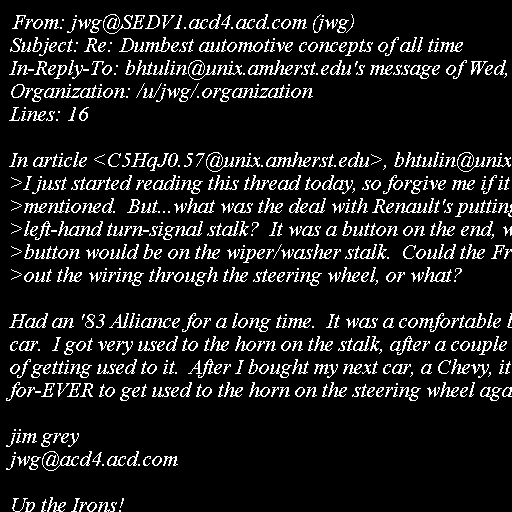 From: jwg@SEDV1.acd4.acd.com (jwg)
Subject: Re: Dumbest automotive concepts of all time
In-Reply-To: bhtulin@unix.amherst.edu's message of Wed,
Organization: /u/jwg/.organization
Lines: 16

In article <C5HqJ0.57@unix.amherst.edu>, bhtulin@unix
>I just started reading this thread today, so forgive me if it
>mentioned.  But...what was the deal with Renault's putting
>left-hand turn-signal stalk?  It was a button on the end, w
>button would be on the wiper/washer stalk.  Could the Fr
>out the wiring through the steering wheel, or what?

Had an '83 Alliance for a long time.  It was a comfortable b
car.  I got very used to the horn on the stalk, after a couple
of getting used to it.  After I bought my next car, a Chevy, it
for-EVER to get used to the horn on the steering wheel aga

jim grey
jwg@acd4.acd.com

Up the Irons!